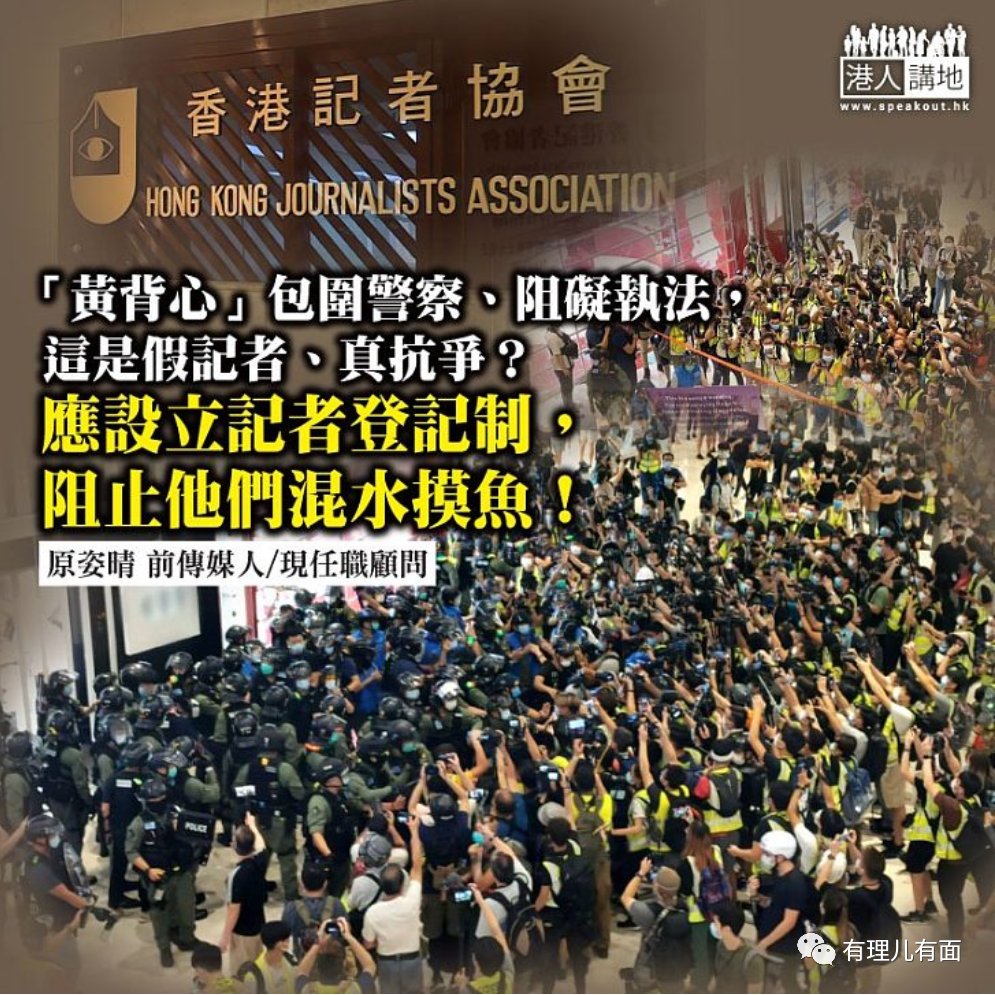 港人講地
www.speakout.hk
香港記者協會
HONG KONG JOURNALISTS ASSOCIATION
「黃背心」包圍警察、阻礙執法，
這是假記者、真抗爭？
應設立記者登記制，
阻止他們混水摸魚！
原姿晴 前傳媒人/現任職顧問
POLICE
有理儿有面